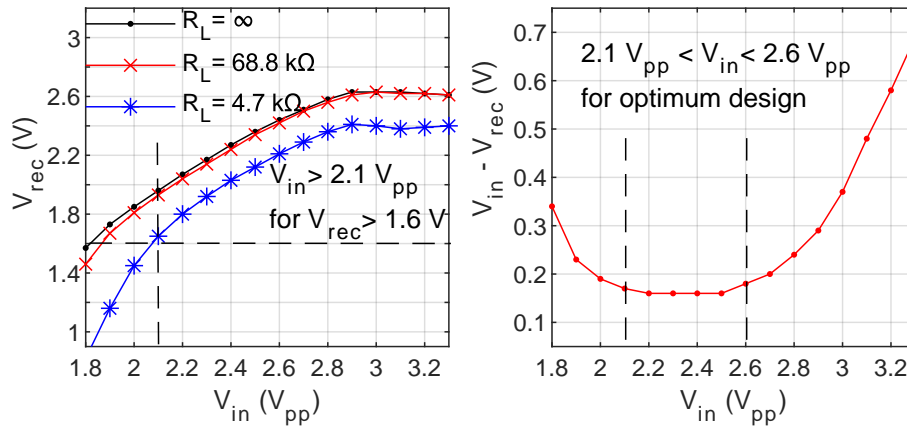 3
2.6
2.2
1.8
1.4
1
V_rec (V)
R_L = ∞
R_L = 68.8 kΩ
R_L = 4.7 kΩ
V_in > 2.1 V_pp
for V_rec > 1.6 V
1.8 2 2.2 2.4 2.6 2.8 3 3.2
V_in (V_pp)
0.7
0.6
0.5
0.4
0.3
0.2
0.1
V_in - V_rec (V)
2.1 V_pp < V_in < 2.6 V_pp
for optimum design
1.8 2 2.2 2.4 2.6 2.8 3 3.2
V_in (V_pp)